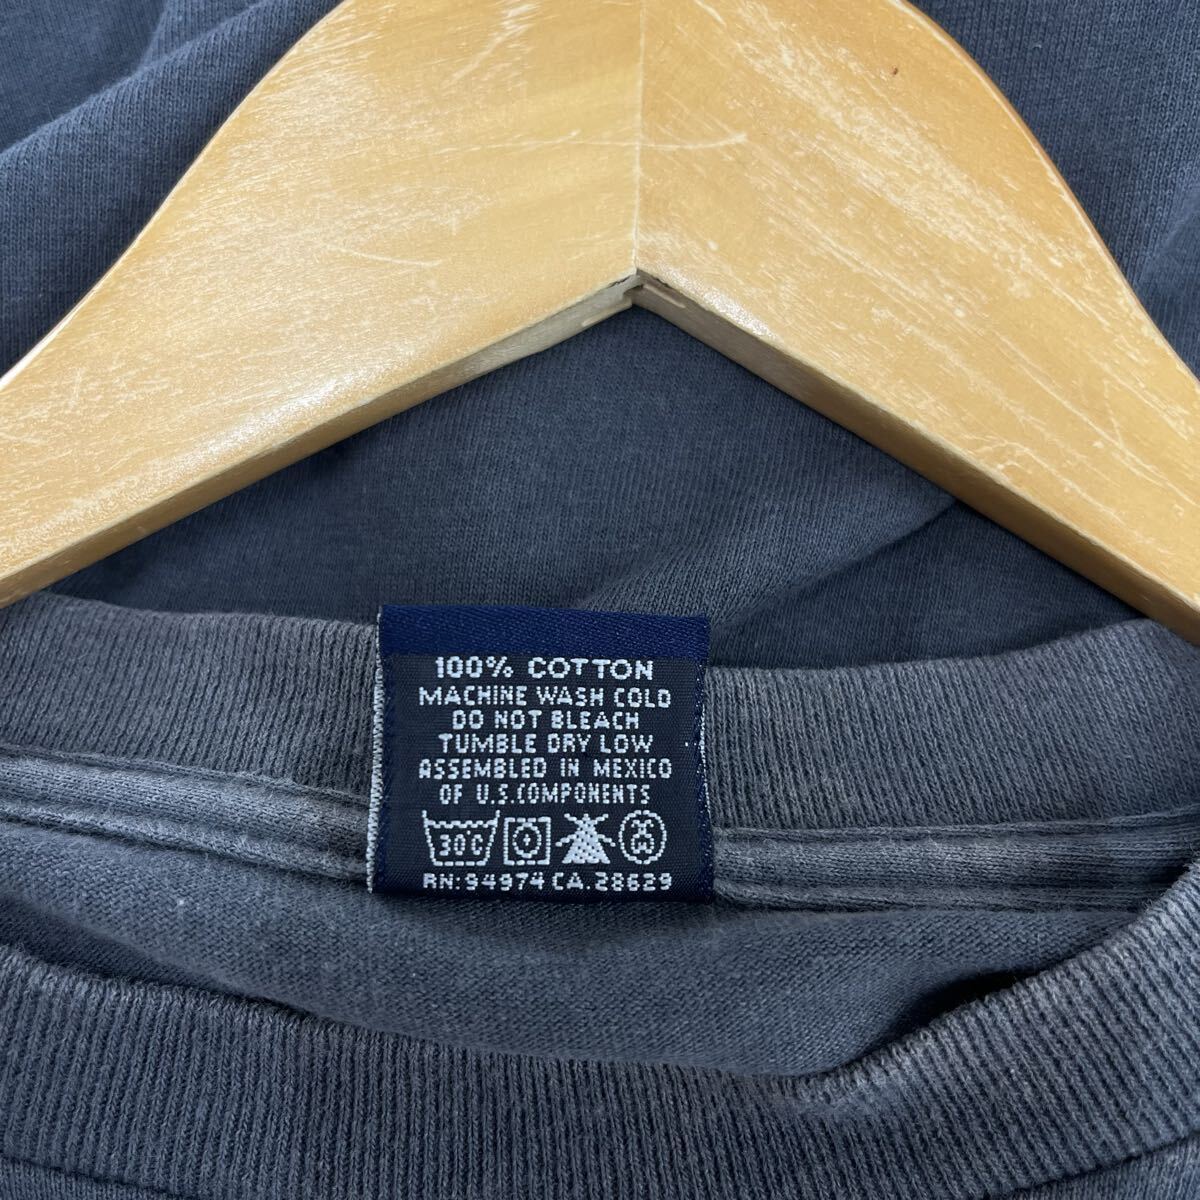 100% COTTON
MACHINE WASH COLD
DO NOT BLEACH
TUMBLE DRY LOW
ASSEMBLED IN MEXICO
OF U.S.COMPONENTS
30C
RN:94974 CA.28629